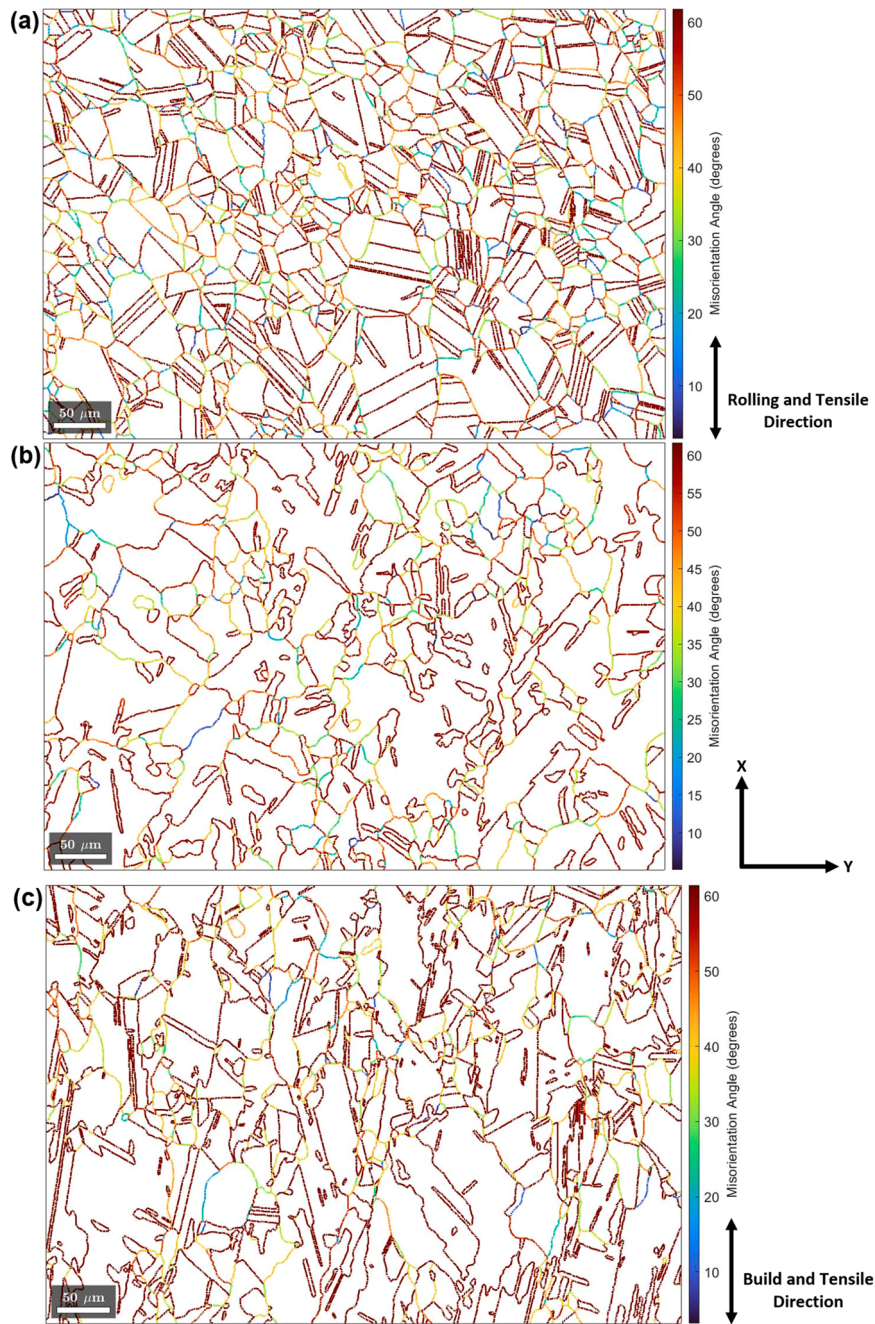 (a)
60
50
40
30
20
10
Misorientation Angle (degrees)
50 μm
Rolling and Tensile
Direction
(b)
60
55
50
45
40
35
30
25
20
15
10
Misorientation Angle (degrees)
50 μm
X
Y
(c)
60
50
40
30
20
10
Misorientation Angle (degrees)
50 μm
Build and Tensile
Direction